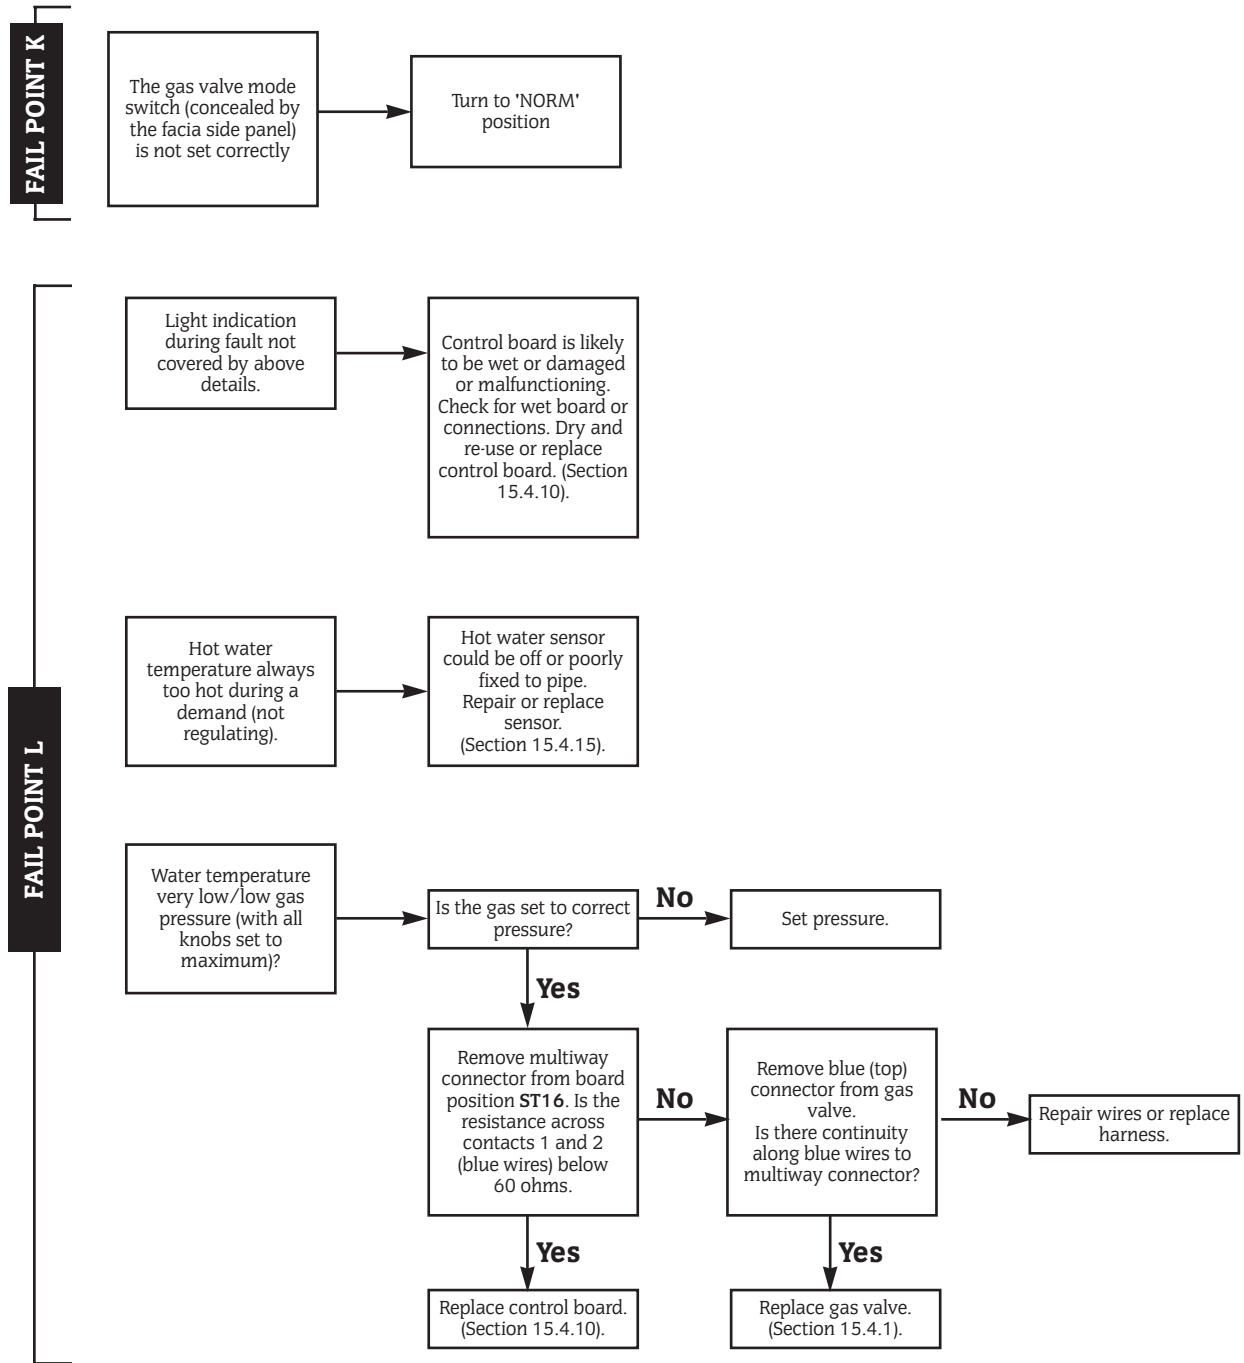 FAIL POINT K
The gas valve mode
switch (concealed by
the facia side panel)
is not set correctly
Turn to 'NORM'
position
FAIL POINT L
Light indication
during fault not
covered by above
details.
Control board is likely
to be wet or damaged
or malfunctioning.
Check for wet board or
connections. Dry and
re-use or replace
control board. (Section
15.4.10).
Hot water
temperature always
too hot during a
demand (not
regulating).
Hot water sensor
could be off or poorly
fixed to pipe.
Repair or replace
sensor.
(Section 15.4.15).
Water temperature
very low/low gas
pressure (with all
knobs set to
maximum)?
Is the gas set to correct
pressure?
No
Set pressure.
Yes
Remove multiway
connector from board
position ST16. Is the
resistance across
contacts 1 and 2
(blue wires) below
60 ohms.
No
Remove blue (top)
connector from gas
valve.
Is there continuity
along blue wires to
multiway connector?
No
Repair wires or replace
harness.
Yes
Replace control board.
(Section 15.4.10).
Yes
Replace gas valve.
(Section 15.4.1).